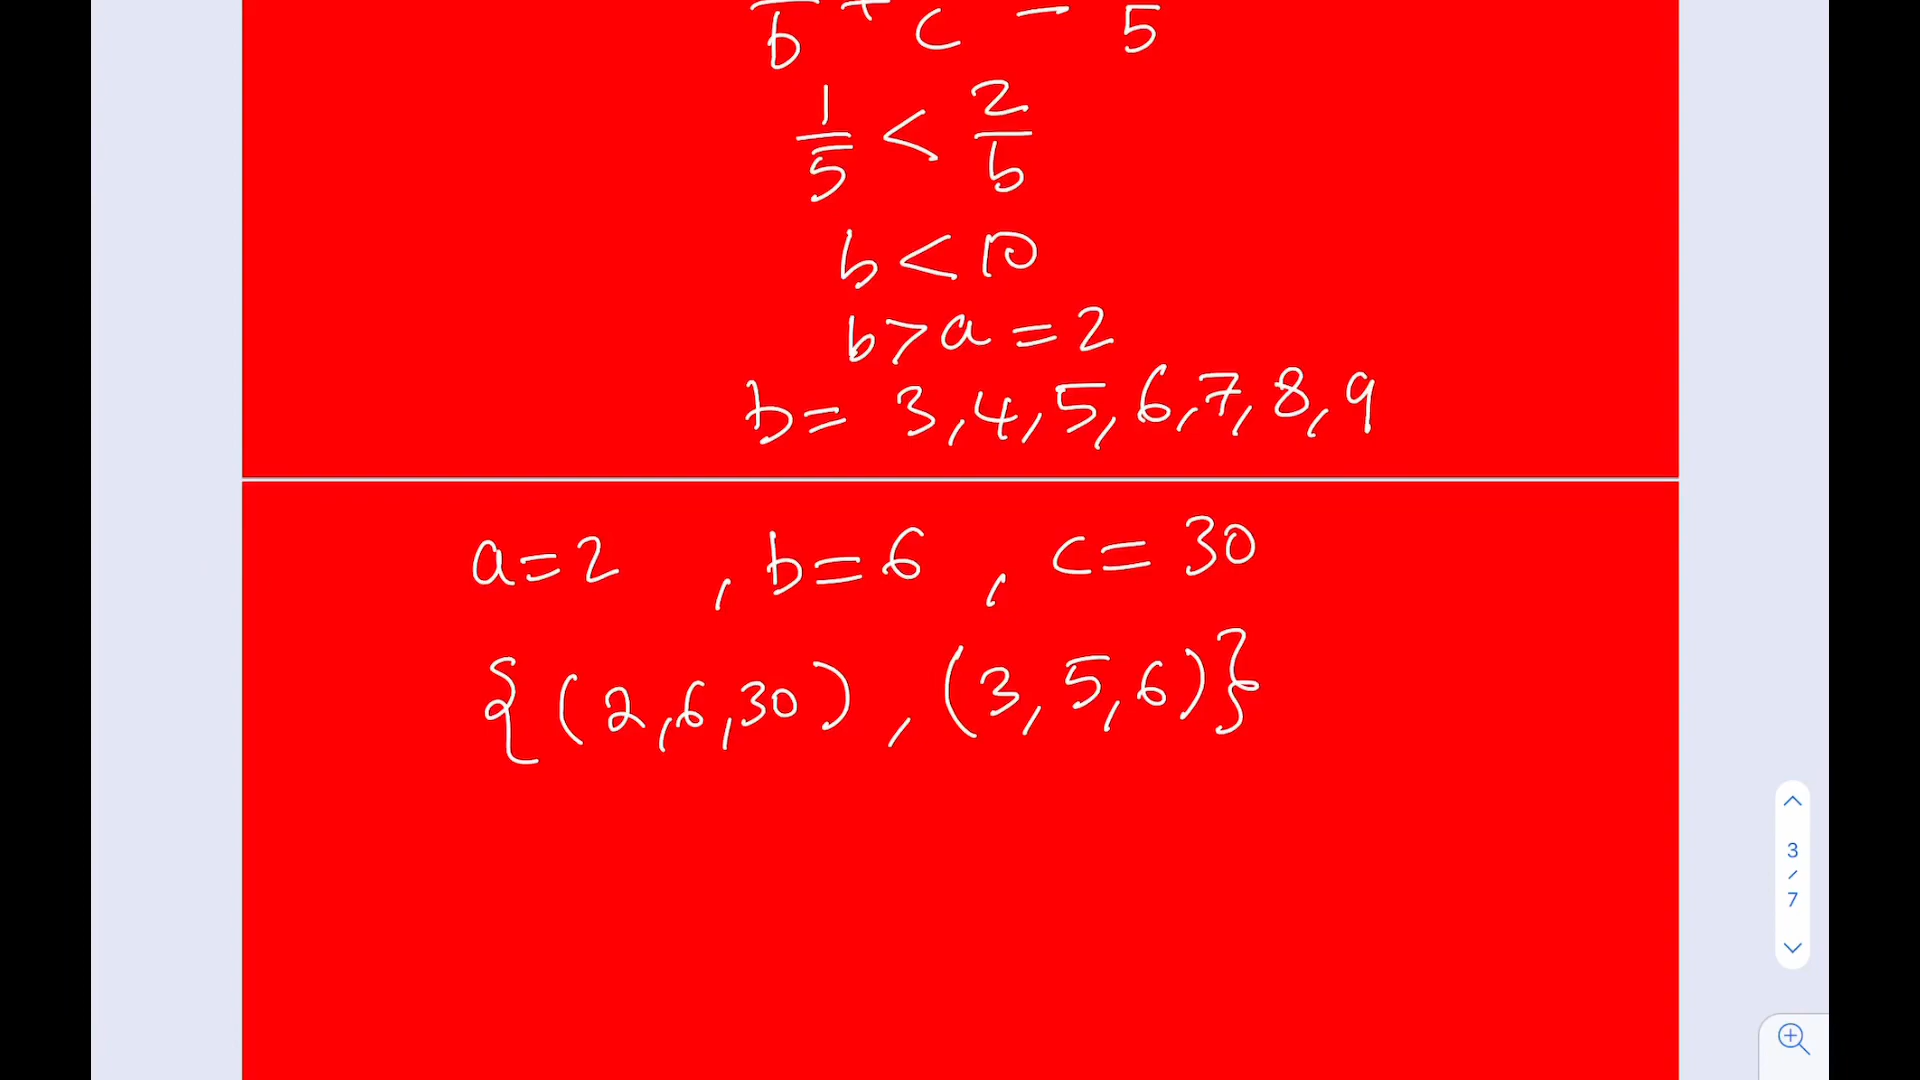 b + c = 5
1/5 < 2/b
b < 10
b > a = 2
b = 3, 4, 5, 6, 7, 8, 9
a = 2 , b = 6 , c = 30
{(2,6,30) , (3,5,6)}
3
/
7